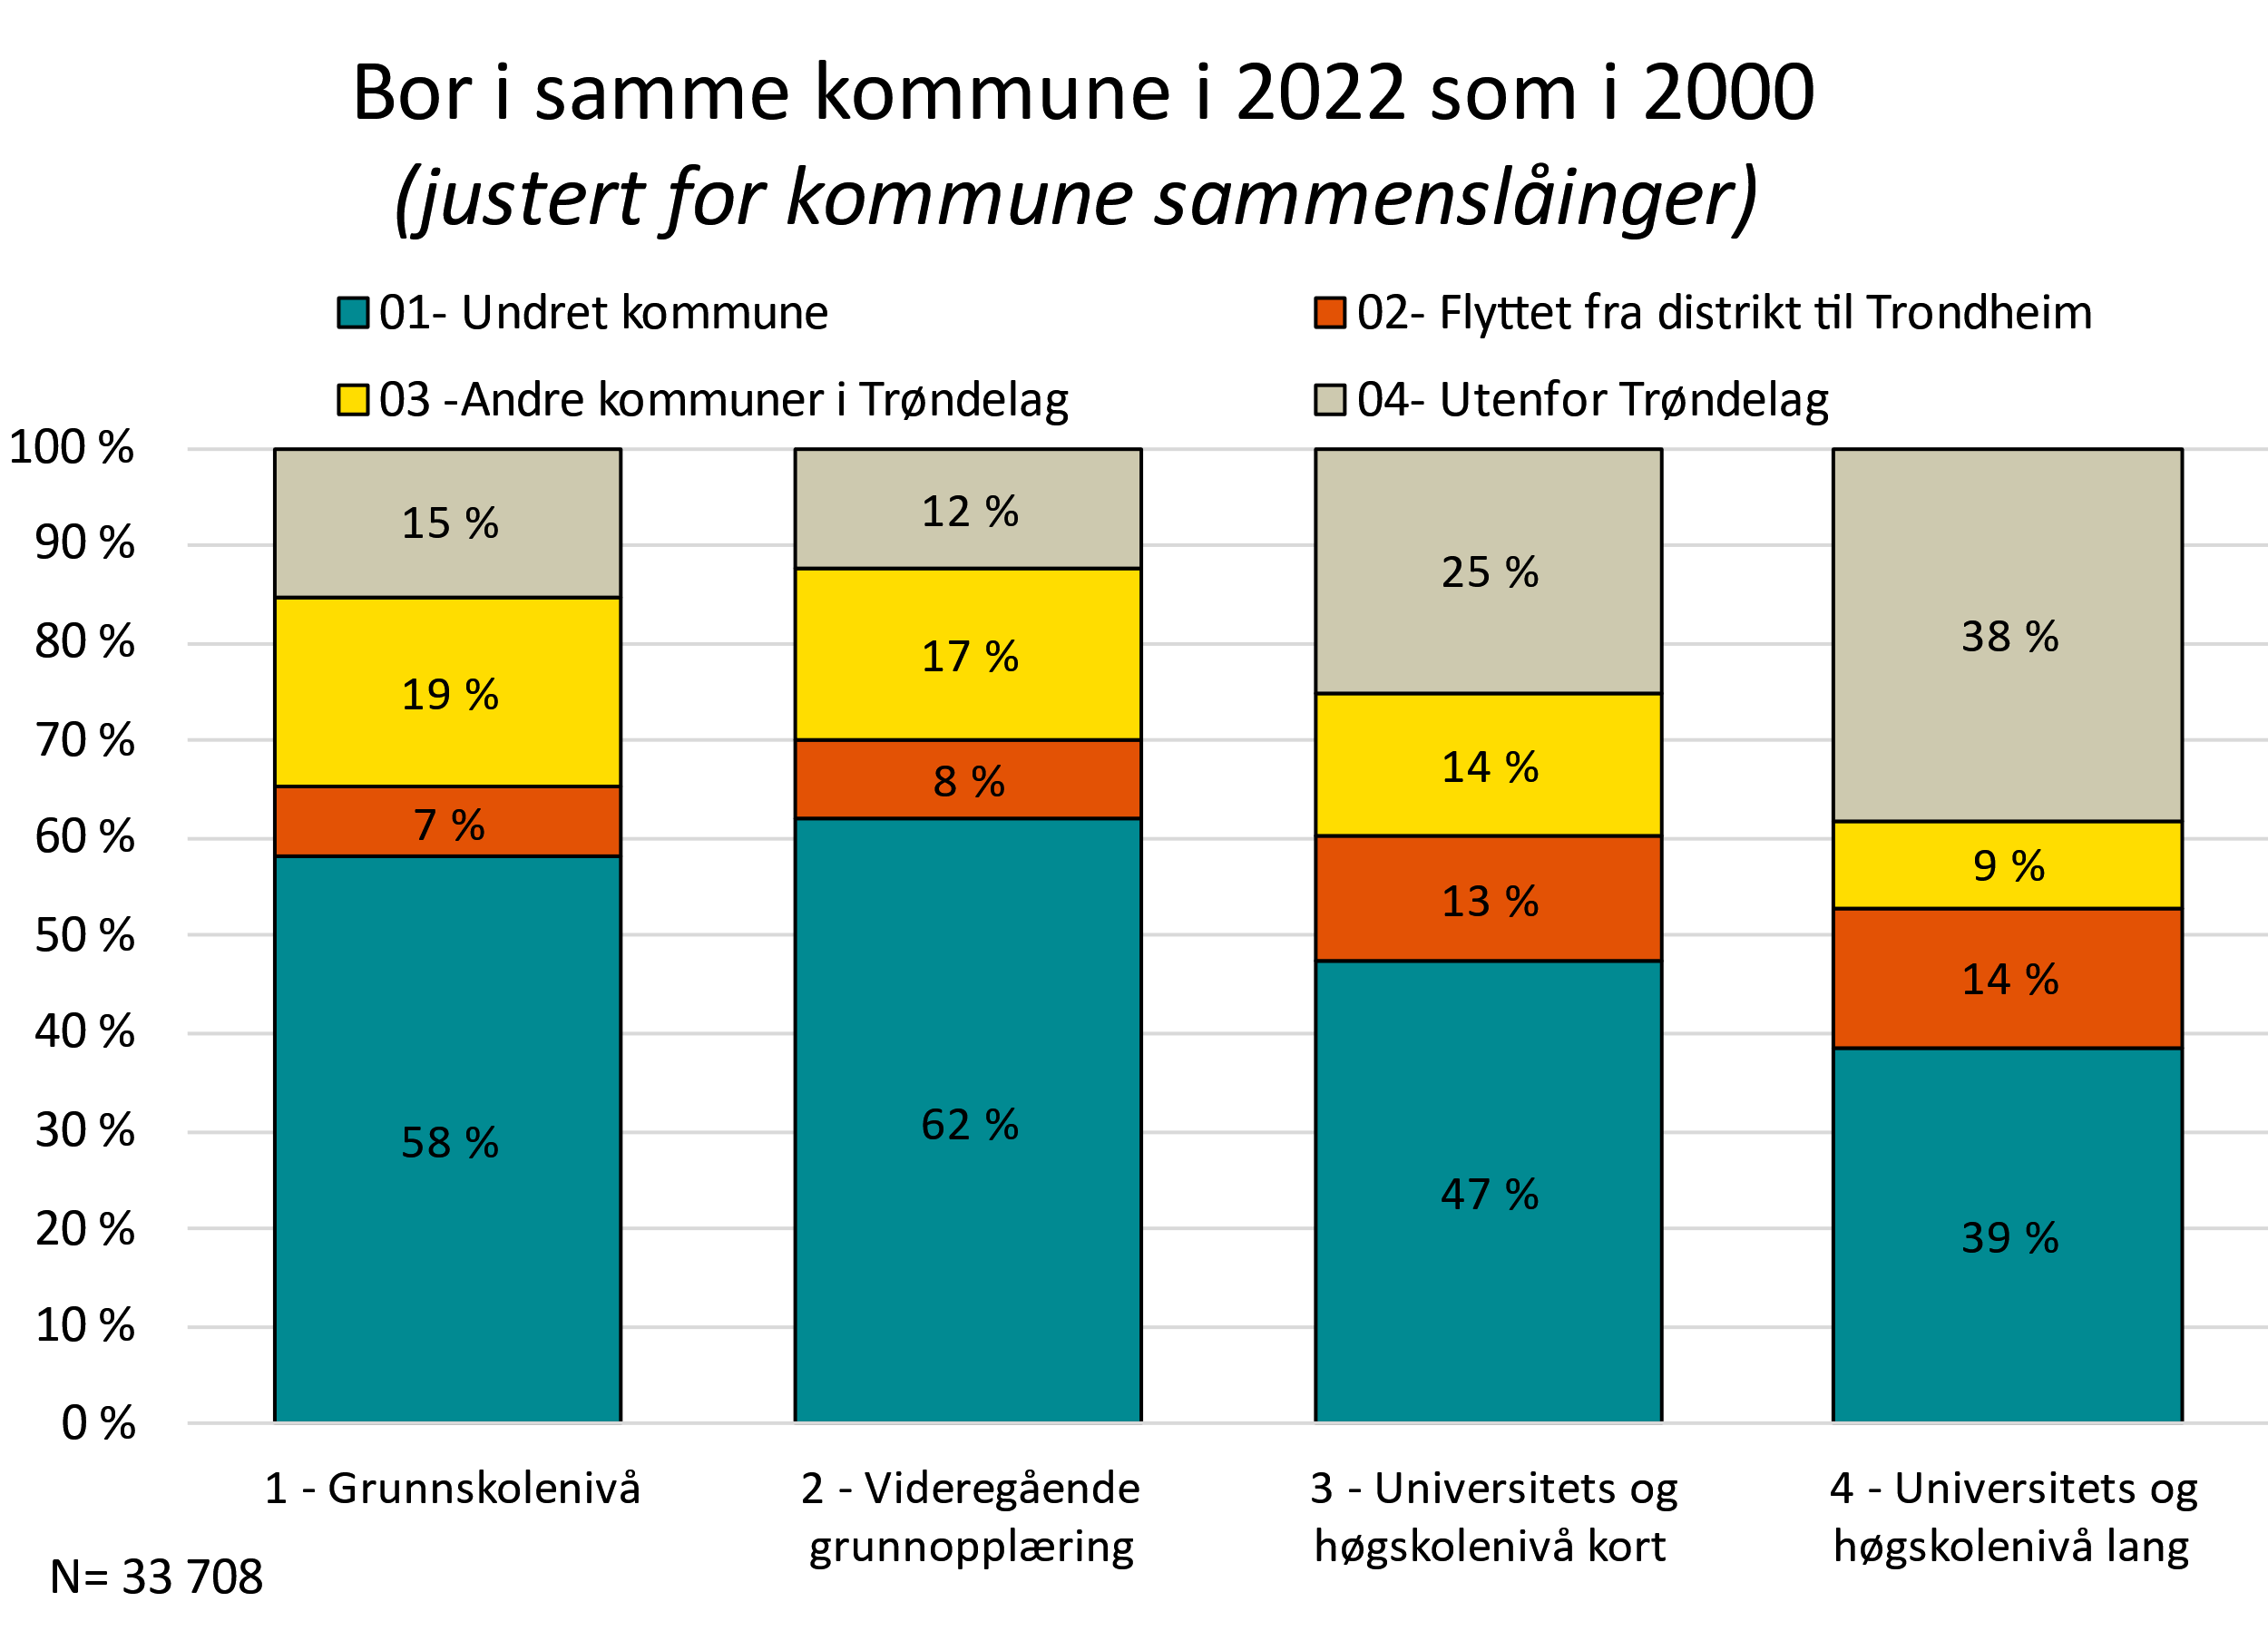 Bor i samme kommune i 2022 som i 2000
(justert for kommune sammenslåinger)
01- Undret kommune
02- Flyttet fra distrikt til Trondheim
03 -Andre kommuner i Trøndelag
04- Utenfor Trøndelag
100 %
90 %
80 %
70 %
60 %
50 %
40 %
30 %
20 %
10 %
0 %
15 %
19 %
7 %
58 %
12 %
17 %
8 %
62 %
25 %
14 %
13 %
47 %
38 %
9 %
14 %
39 %
1 - Grunnskolenivå
2 - Videregående
grunnopplæring
3 - Universitets og
høgskolenivå kort
4 - Universitets og
høgskolenivå lang
N= 33 708